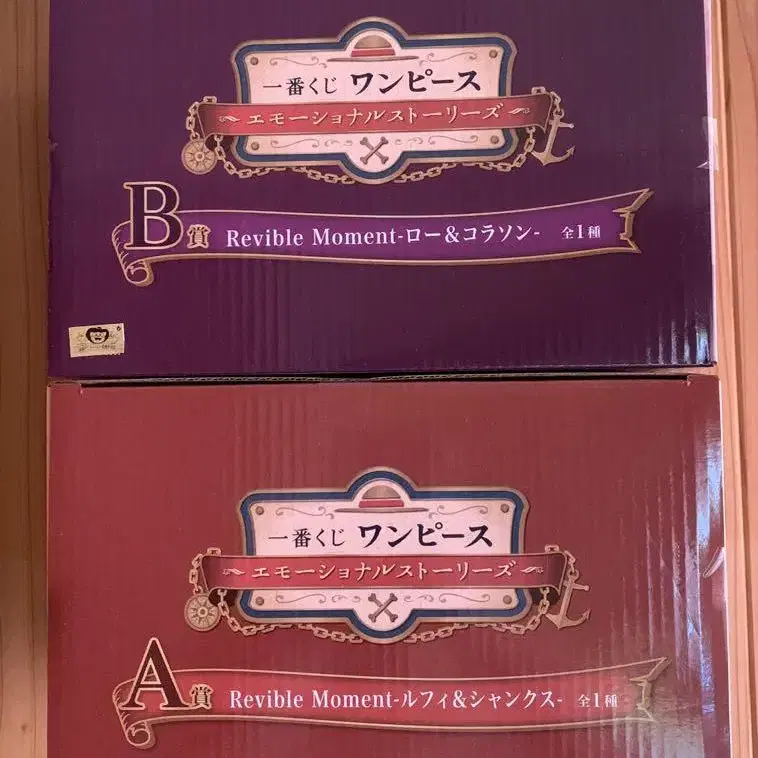 一番くじ ワンピース
エモーショナルストーリーズ
B賞 Revible Moment-ロー&コラソン- 全1種
一番くじ ワンピース
エモーショナルストーリーズ
A賞 Revible Moment-ルフィ&シャンクス- 全1種